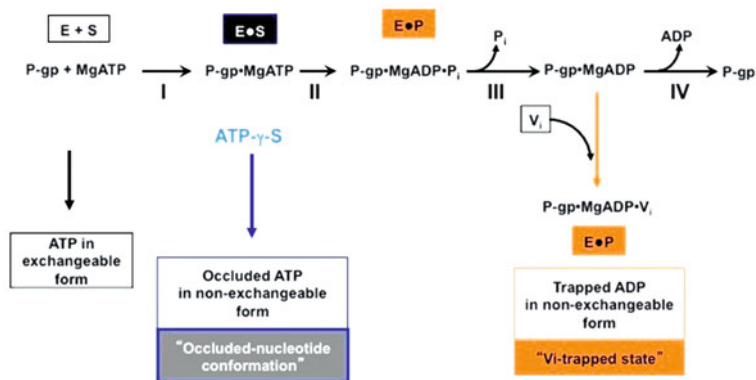 E + S
E●S
E●P
P-gp + MgATP
P-gp•MgATP
P-gp•MgADP•Pi
Pi
P-gp•MgADP
ADP
P-gp
I
II
III
IV
ATP-γ-S
Vi
P-gp•MgADP•Vi
E●P
ATP in
exchangeable
form
Occluded ATP
in non-exchangeable
form
"Occluded-nucleotide
conformation"
Trapped ADP
in non-exchangeable
form
"Vi-trapped state"